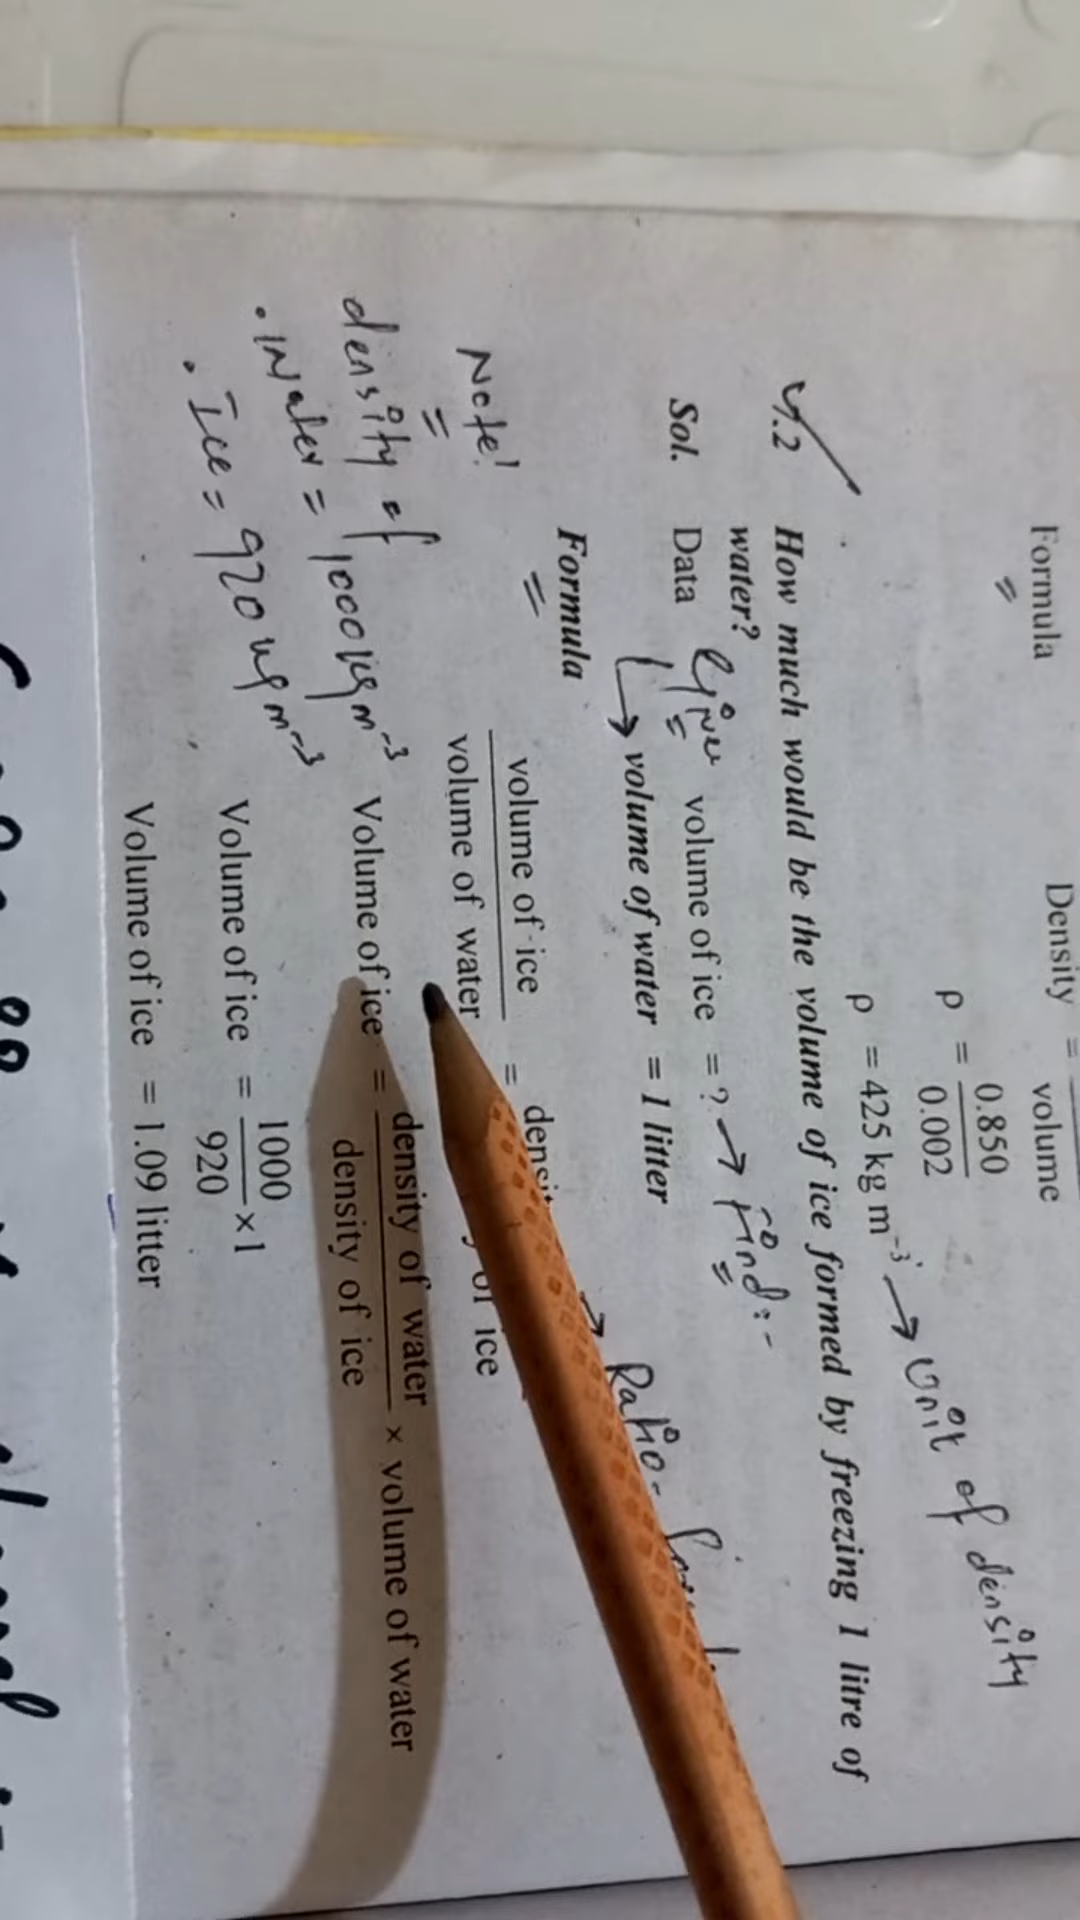 Formula Density =
volume
ρ = 0.850
0.002
ρ = 425 kg m⁻³ → Unit of density
7.2 How much would be the volume of ice formed by freezing 1 litre of
water?
Sol. Data Given volume of ice = ? → Find:-
↳ volume of water = 1 litter
Formula → Ratio-
Note!
volume of ice =
volume of water of ice
density of
Volume of ice = density of water × volume of water
density of ice
. Water = 1000 kg m⁻³
Volume of ice = 1000 ×1
920
. Ice = 920 kg m⁻³
Volume of ice = 1.09 litter